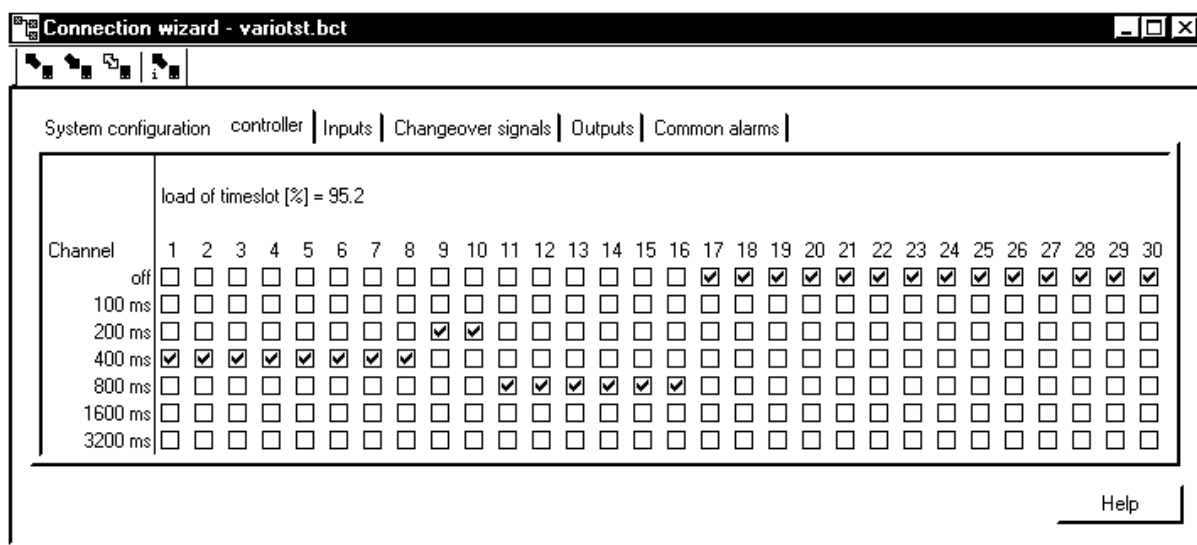 Connection wizard - variotst.bct
i
System configuration controller Inputs Changeover signals Outputs Common alarms
load of timeslot [%] = 95.2
Channel 1 2 3 4 5 6 7 8 9 10 11 12 13 14 15 16 17 18 19 20 21 22 23 24 25 26 27 28 29 30
off
100 ms
200 ms
400 ms
800 ms
1600 ms
3200 ms
Help